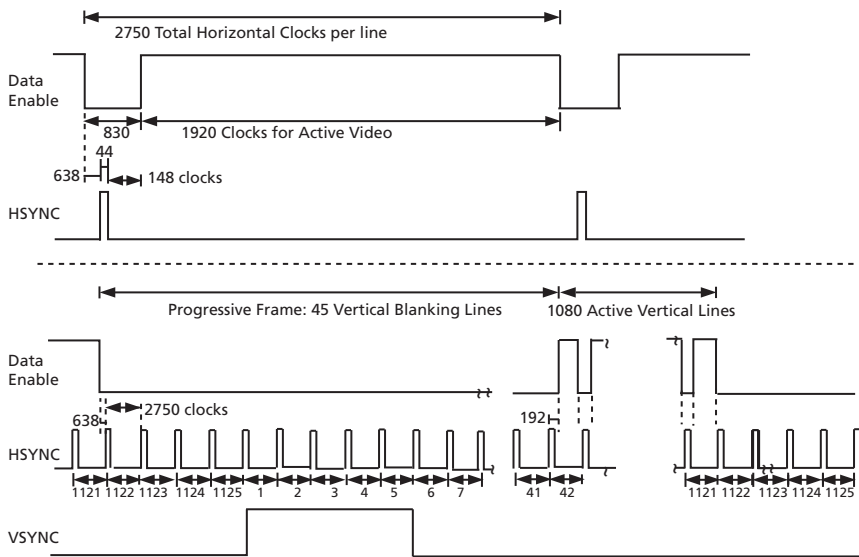 2750 Total Horizontal Clocks per line
Data
Enable
830
1920 Clocks for Active Video
44
638
148 clocks
HSYNC
Progressive Frame: 45 Vertical Blanking Lines
1080 Active Vertical Lines
Data
Enable
638
2750 clocks
192
HSYNC
1121 1122 1123 1124 1125 1 2 3 4 5 6 7 41 42 1121 1122 1123 1124 1125
VSYNC